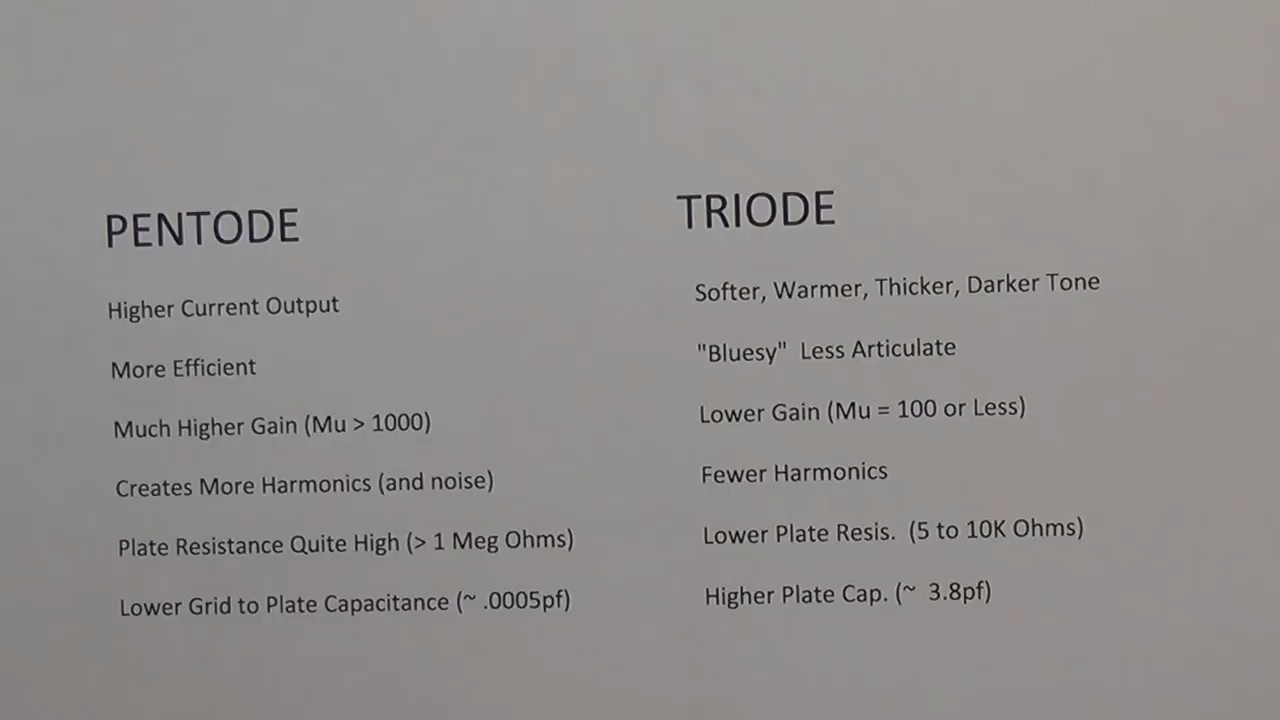 PENTODE
Higher Current Output
More Efficient
Much Higher Gain (Mu > 1000)
Creates More Harmonics (and noise)
Plate Resistance Quite High (> 1 Meg Ohms)
Lower Grid to Plate Capacitance (~ .0005pf)
TRIODE
Softer, Warmer, Thicker, Darker Tone
"Bluesy"  Less Articulate
Lower Gain (Mu = 100 or Less)
Fewer Harmonics
Lower Plate Resis.  (5 to 10K Ohms)
Higher Plate Cap. (~  3.8pf)